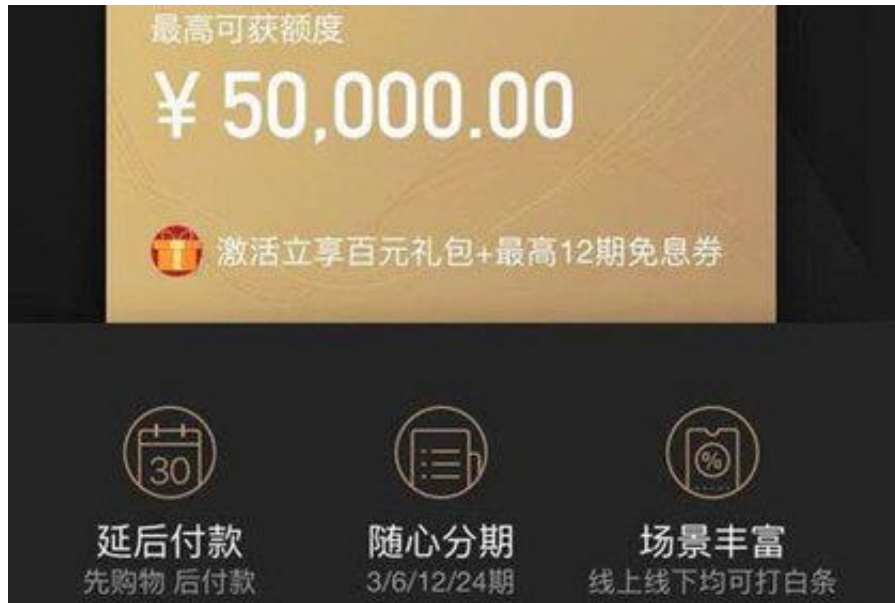 最高可获额度
¥ 50,000.00
激活立享百元礼包+最高12期免息券
30
%
延后付款 随心分期 场景丰富
先购物 后付款 3/6/12/24期 线上线下均可打白条